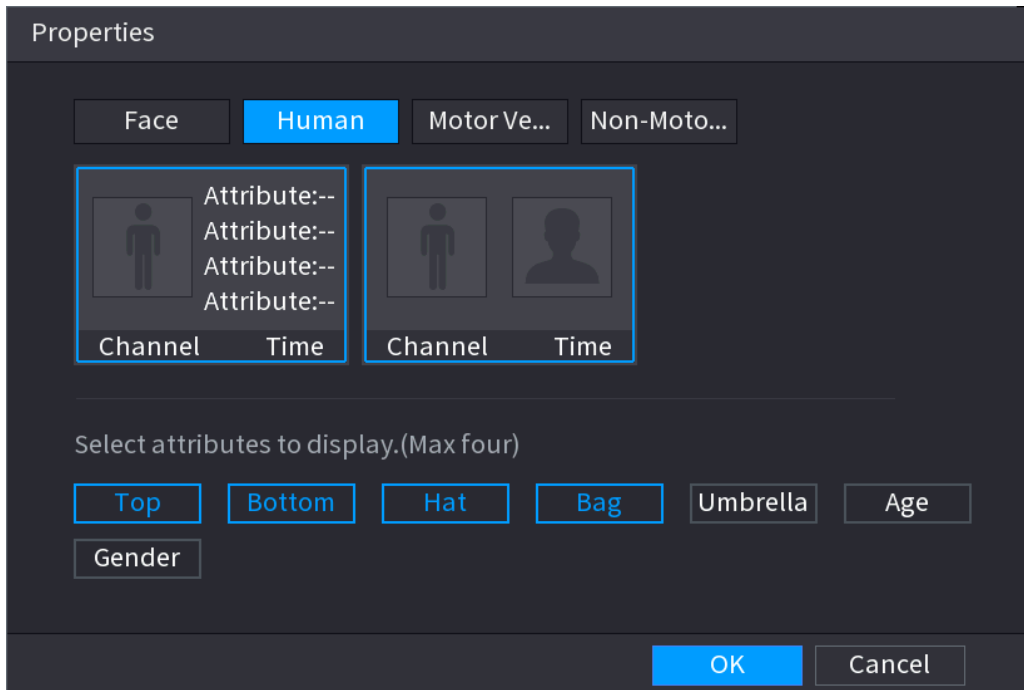 Properties
Face Human Motor Ve... Non-Moto...
Attribute:--
Attribute:--
Attribute:--
Attribute:--
Channel Time Channel Time
Select attributes to display.(Max four)
Top Bottom Hat Bag Umbrella Age
Gender
OK Cancel